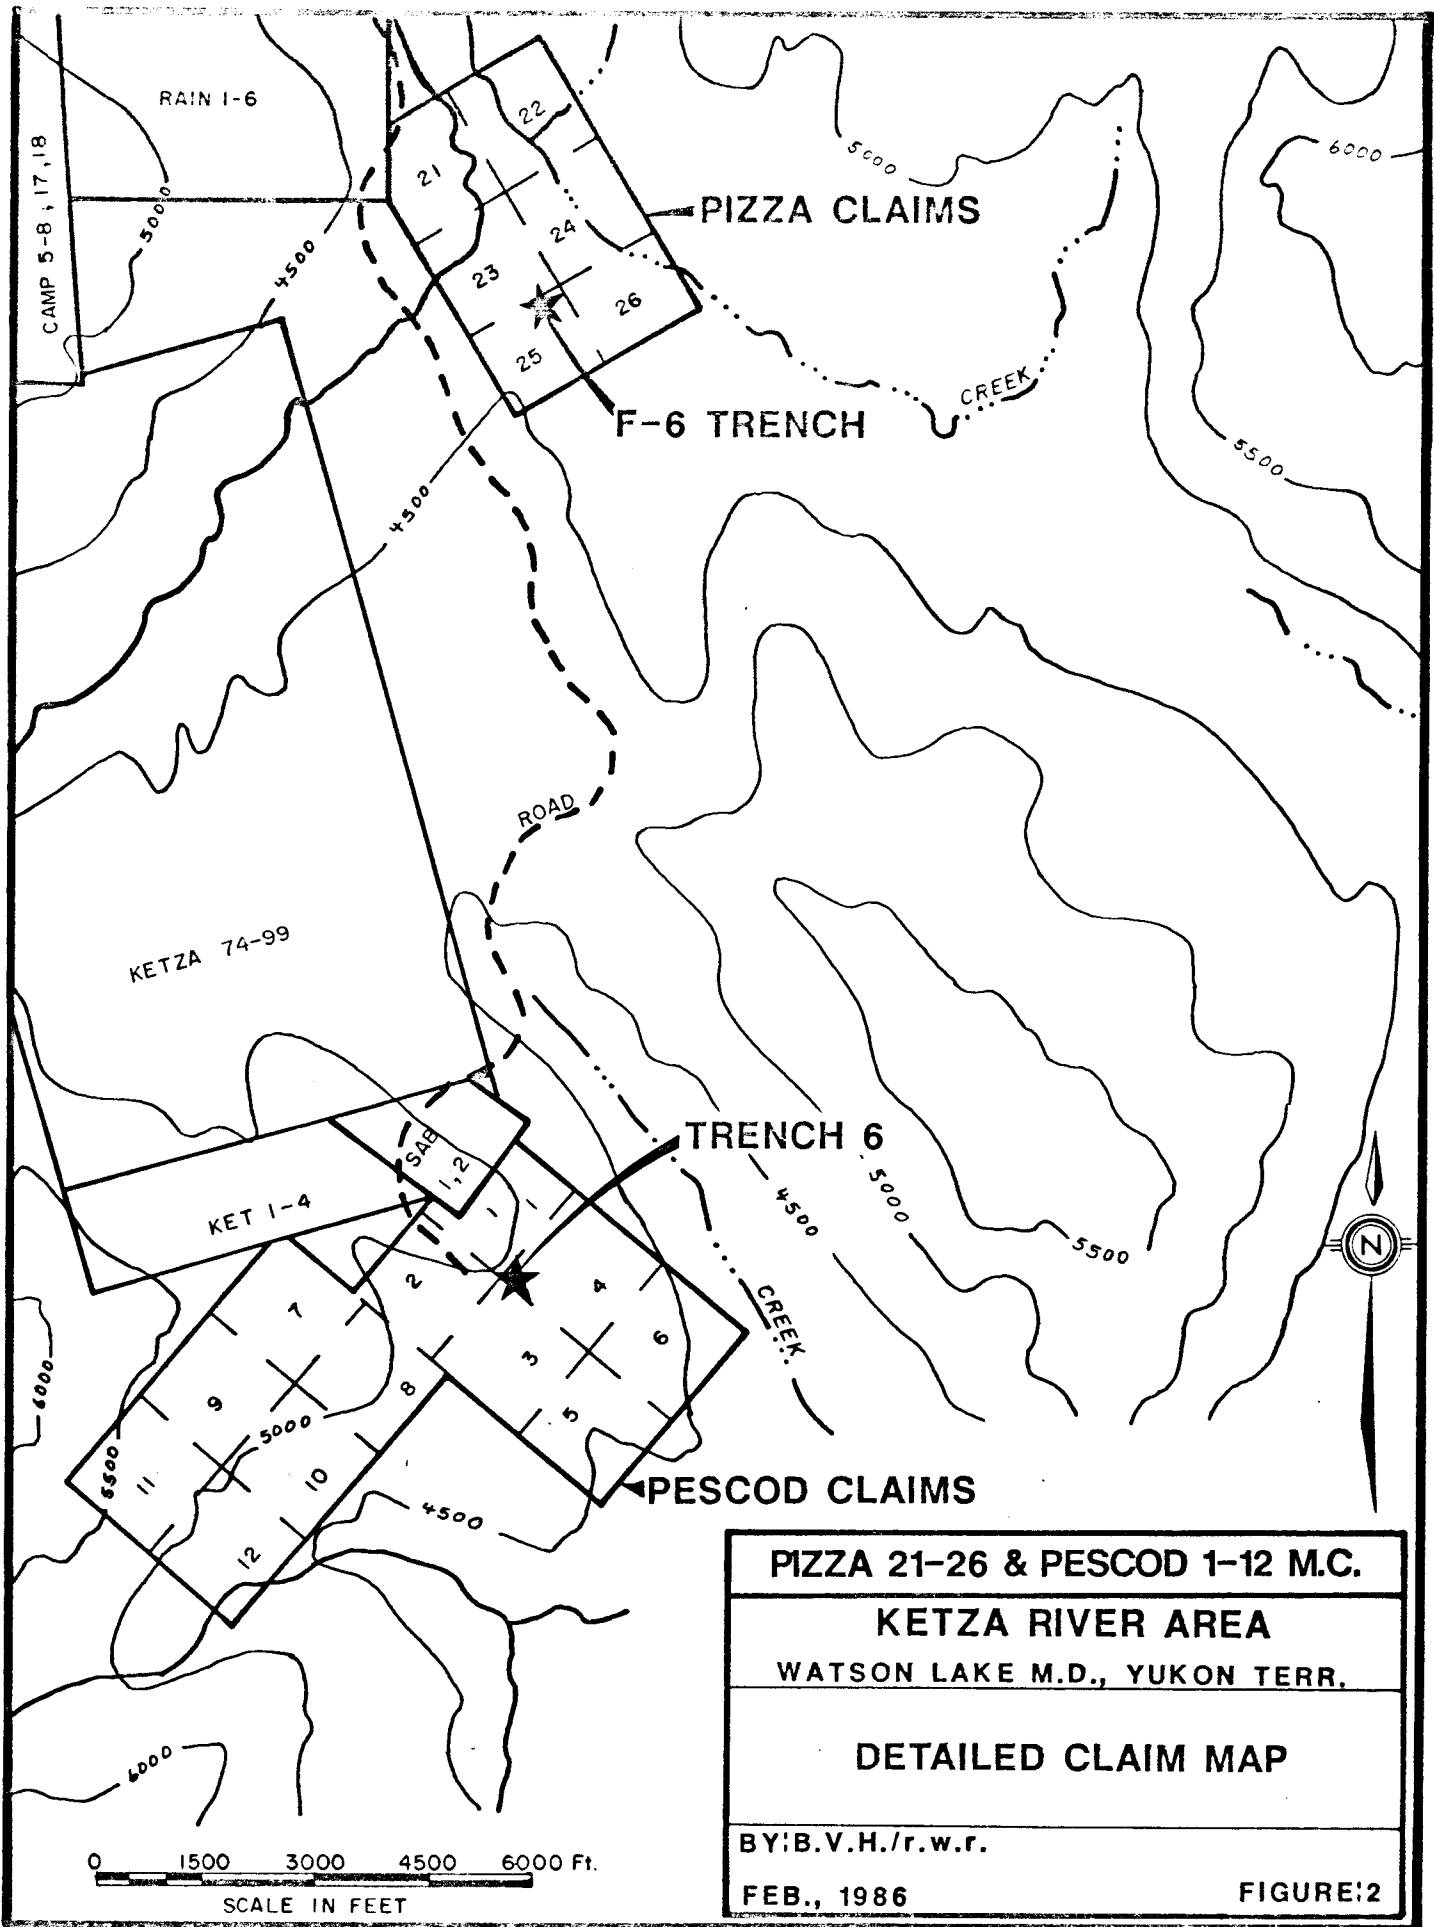 RAIN 1-6
CAMP 5-8, 17, 18
5000
4500
22
21
24
23
26
25
PIZZA CLAIMS
F-6 TRENCH
5000
6000
CREEK
5500
4500
ROAD
KETZA 74-99
SAB
1,2
KET 1-4
TRENCH 6
1
2
4
3
6
5
7
8
9
10
11
12
4500
5000
5500
CREEK
N
6000
5500
5000
4500
PESCOD CLAIMS
6000
0 1500 3000 4500 6000 Ft.
SCALE IN FEET
PIZZA 21-26 & PESCOD 1-12 M.C.
KETZA RIVER AREA
WATSON LAKE M.D., YUKON TERR.
DETAILED CLAIM MAP
BY:B.V.H./r.w.r.
FEB., 1986
FIGURE:2